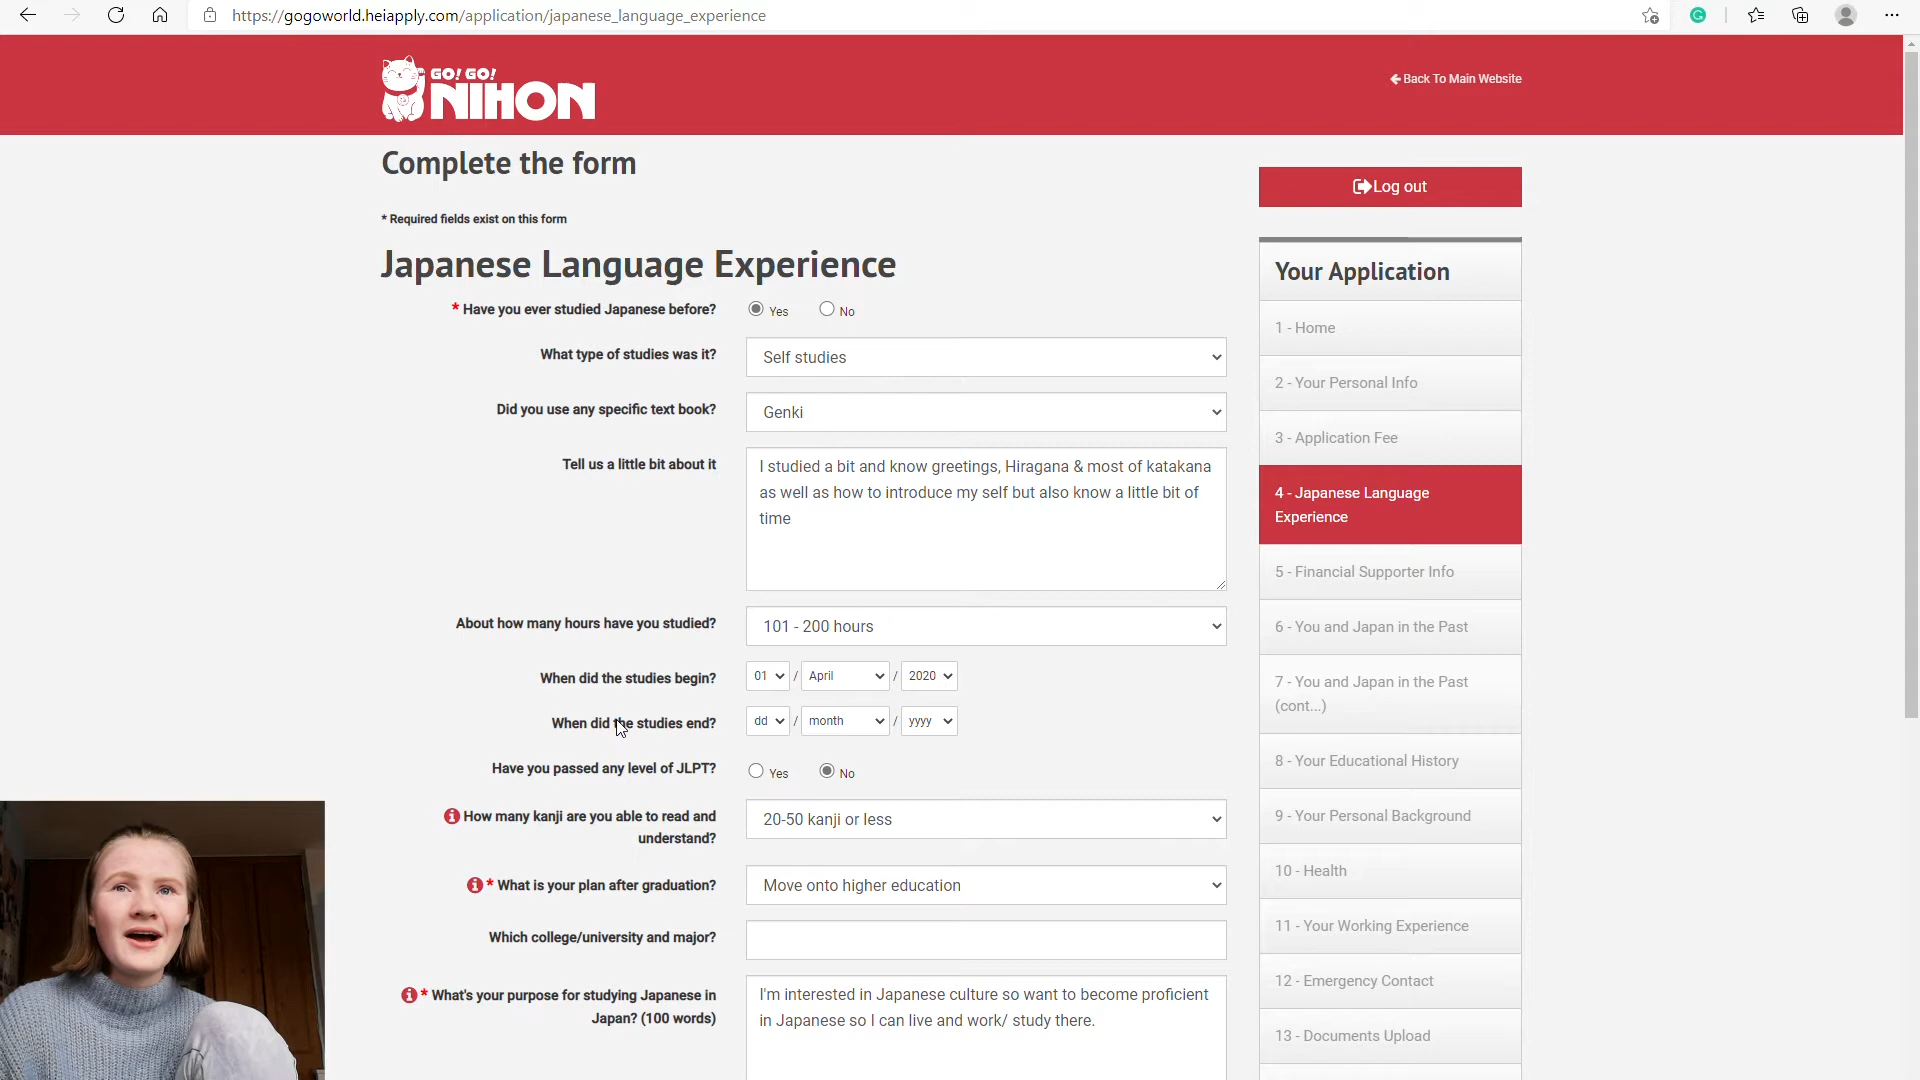 https://gogoworld.heiapply.com/application/japanese_language_experience
GO! GO!
NIHON
Back To Main Website
Complete the form
* Required fields exist on this form
Japanese Language Experience
* Have you ever studied Japanese before?
Yes
No
What type of studies was it?
Self studies
Did you use any specific text book?
Genki
Tell us a little bit about it
I studied a bit and know greetings, Hiragana & most of katakana
as well as how to introduce my self but also know a little bit of
time
About how many hours have you studied?
101 - 200 hours
When did the studies begin?
01 / April / 2020
When did the studies end?
dd / month / yyyy
Have you passed any level of JLPT?
Yes
No
How many kanji are you able to read and
understand?
20-50 kanji or less
* What is your plan after graduation?
Move onto higher education
Which college/university and major?
* What's your purpose for studying Japanese in
Japan? (100 words)
I'm interested in Japanese culture so want to become proficient
in Japanese so I can live and work/ study there.
Log out
Your Application
1 - Home
2 - Your Personal Info
3 - Application Fee
4 - Japanese Language
Experience
5 - Financial Supporter Info
6 - You and Japan in the Past
7 - You and Japan in the Past
(cont...)
8 - Your Educational History
9 - Your Personal Background
10 - Health
11 - Your Working Experience
12 - Emergency Contact
13 - Documents Upload